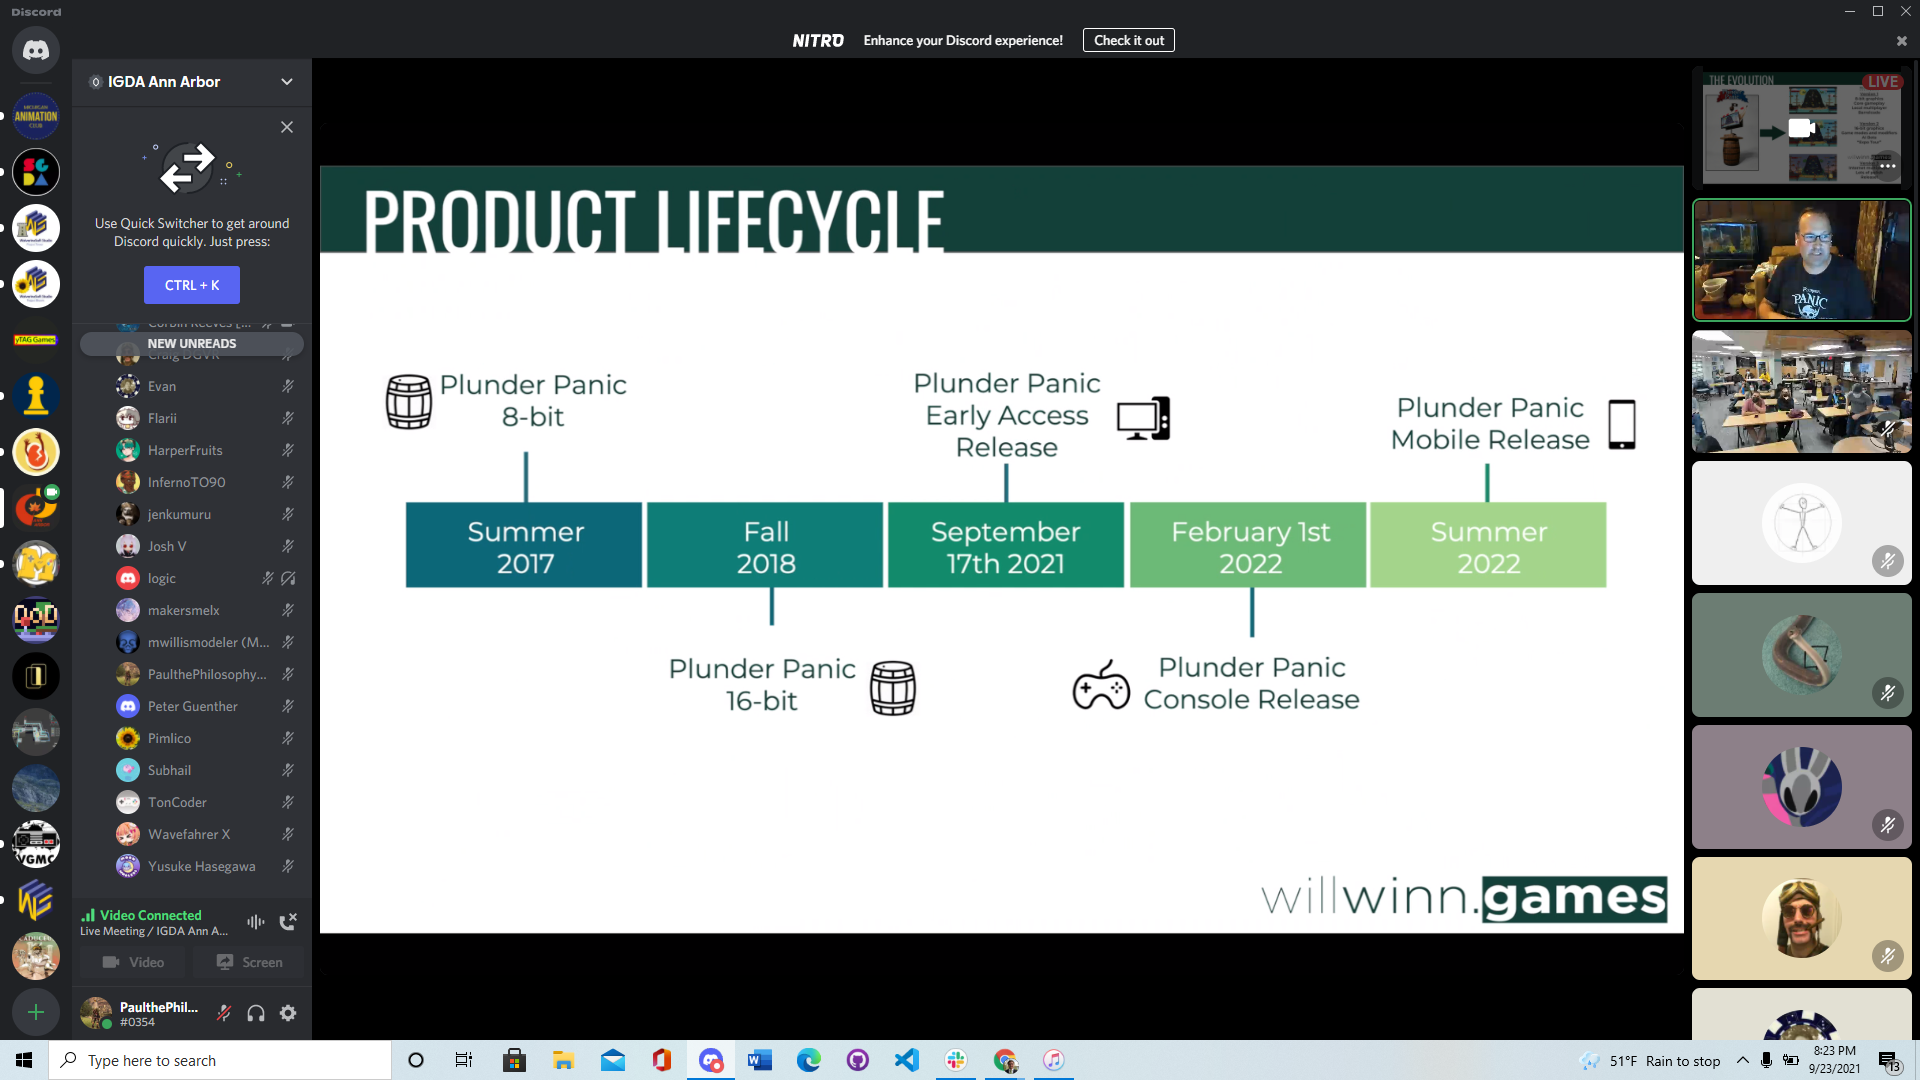 Discord
NITRO Enhance your Discord experience! Check it out
IGDA Ann Arbor
Use Quick Switcher to get around
Discord quickly. Just press:
CTRL + K
NEW UNREADS
Evan
Flarii
HarperFruits
InfernoTO90
jenkumuru
Josh V
logic
makersmelx
mwillismodeler (M...
PaulthePhilosophy...
Peter Guenther
Pimlico
Subhail
TonCoder
Wavefahrer X
Yusuke Hasegawa
Video Connected
Live Meeting / IGDA Ann A...
Video Screen
PaulthePhil...
#0354
ANIMATION
yTAG Games
VGMC
PRODUCT LIFECYCLE
Plunder Panic
8-bit
Plunder Panic
Early Access
Release
Plunder Panic
Mobile Release
Summer
2017
Fall
2018
September
17th 2021
February 1st
2022
Summer
2022
Plunder Panic
16-bit
Plunder Panic
Console Release
willwinn.games
THE EVOLUTION
LIVE
PANIC
Type here to search
51°F Rain to stop
8:23 PM
9/23/2021
13